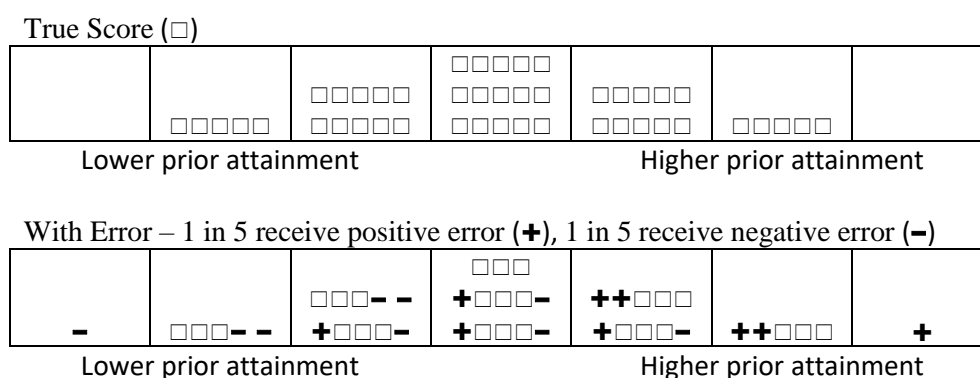 True Score (□)
□□□□□
□□□□□ □□□□□ □□□□□
□□□□□ □□□□□ □□□□□ □□□□□ □□□□□
Lower prior attainment Higher prior attainment
With Error – 1 in 5 receive positive error (+), 1 in 5 receive negative error (−)
□□□
□□□−− +□□□− ++□□□
− □□□−− +□□□− +□□□− +□□□− ++□□□ +
Lower prior attainment Higher prior attainment